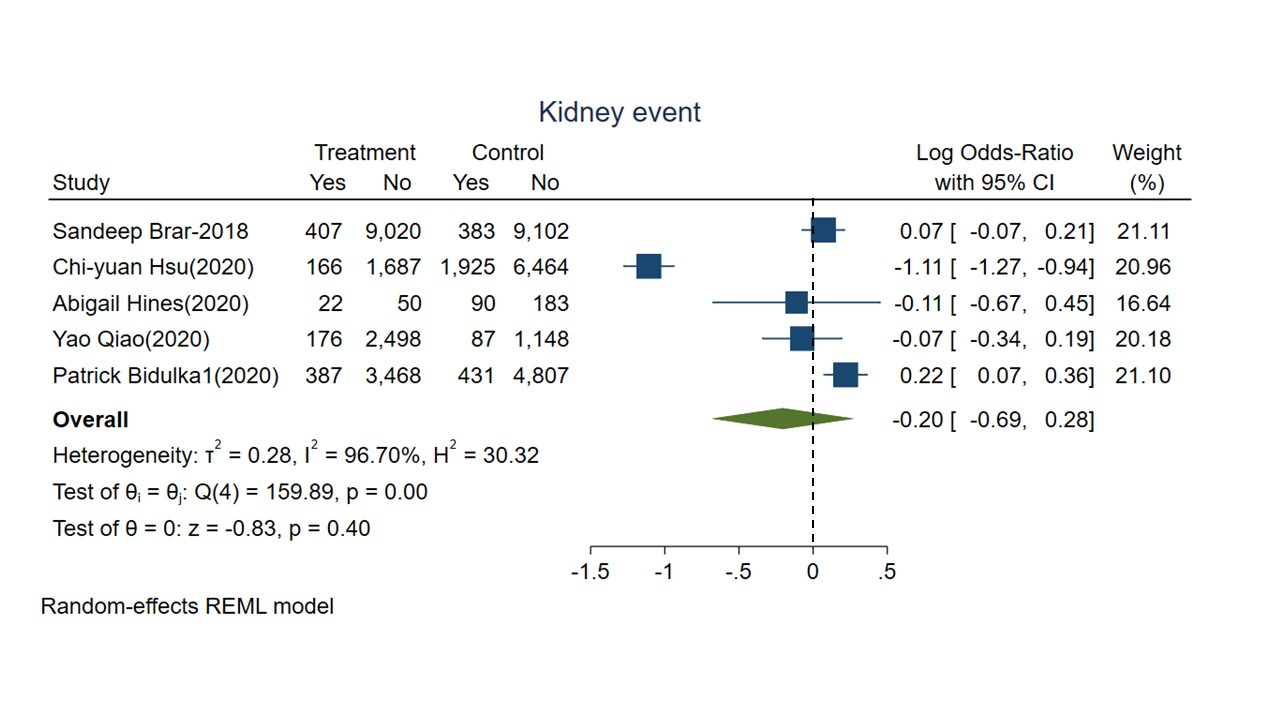 Kidney event
Treatment Control Log Odds-Ratio Weight
Study Yes No Yes No with 95% CI (%)
Sandeep Brar-2018 407 9,020 383 9,102 0.07 [ -0.07, 0.21] 21.11
Chi-yuan Hsu(2020) 166 1,687 1,925 6,464 -1.11 [ -1.27, -0.94] 20.96
Abigail Hines(2020) 22 50 90 183 -0.11 [ -0.67, 0.45] 16.64
Yao Qiao(2020) 176 2,498 87 1,148 -0.07 [ -0.34, 0.19] 20.18
Patrick Bidulka1(2020) 387 3,468 431 4,807 0.22 [ 0.07, 0.36] 21.10
Overall -0.20 [ -0.69, 0.28]
Heterogeneity: τ² = 0.28, I² = 96.70%, H² = 30.32
Test of θᵢ = θⱼ: Q(4) = 159.89, p = 0.00
Test of θ = 0: z = -0.83, p = 0.40
-1.5 -1 -.5 0 .5
Random-effects REML model